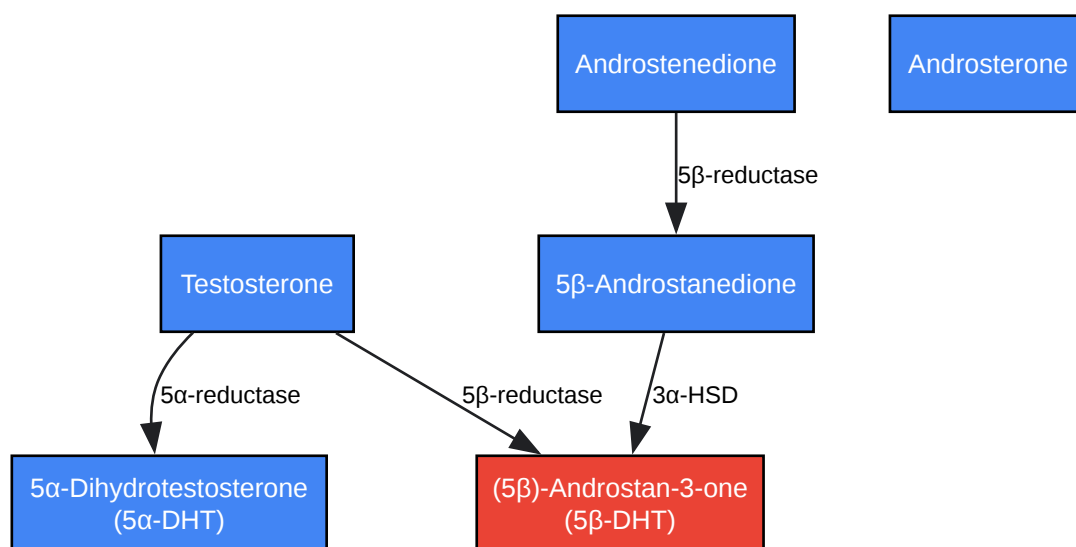 Androstenedione
Androsterone
5β-reductase
Testosterone
5β-Androstanedione
5α-reductase
5β-reductase
3α-HSD
5α-Dihydrotestosterone
(5α-DHT)
(5β)-Androstan-3-one
(5β-DHT)